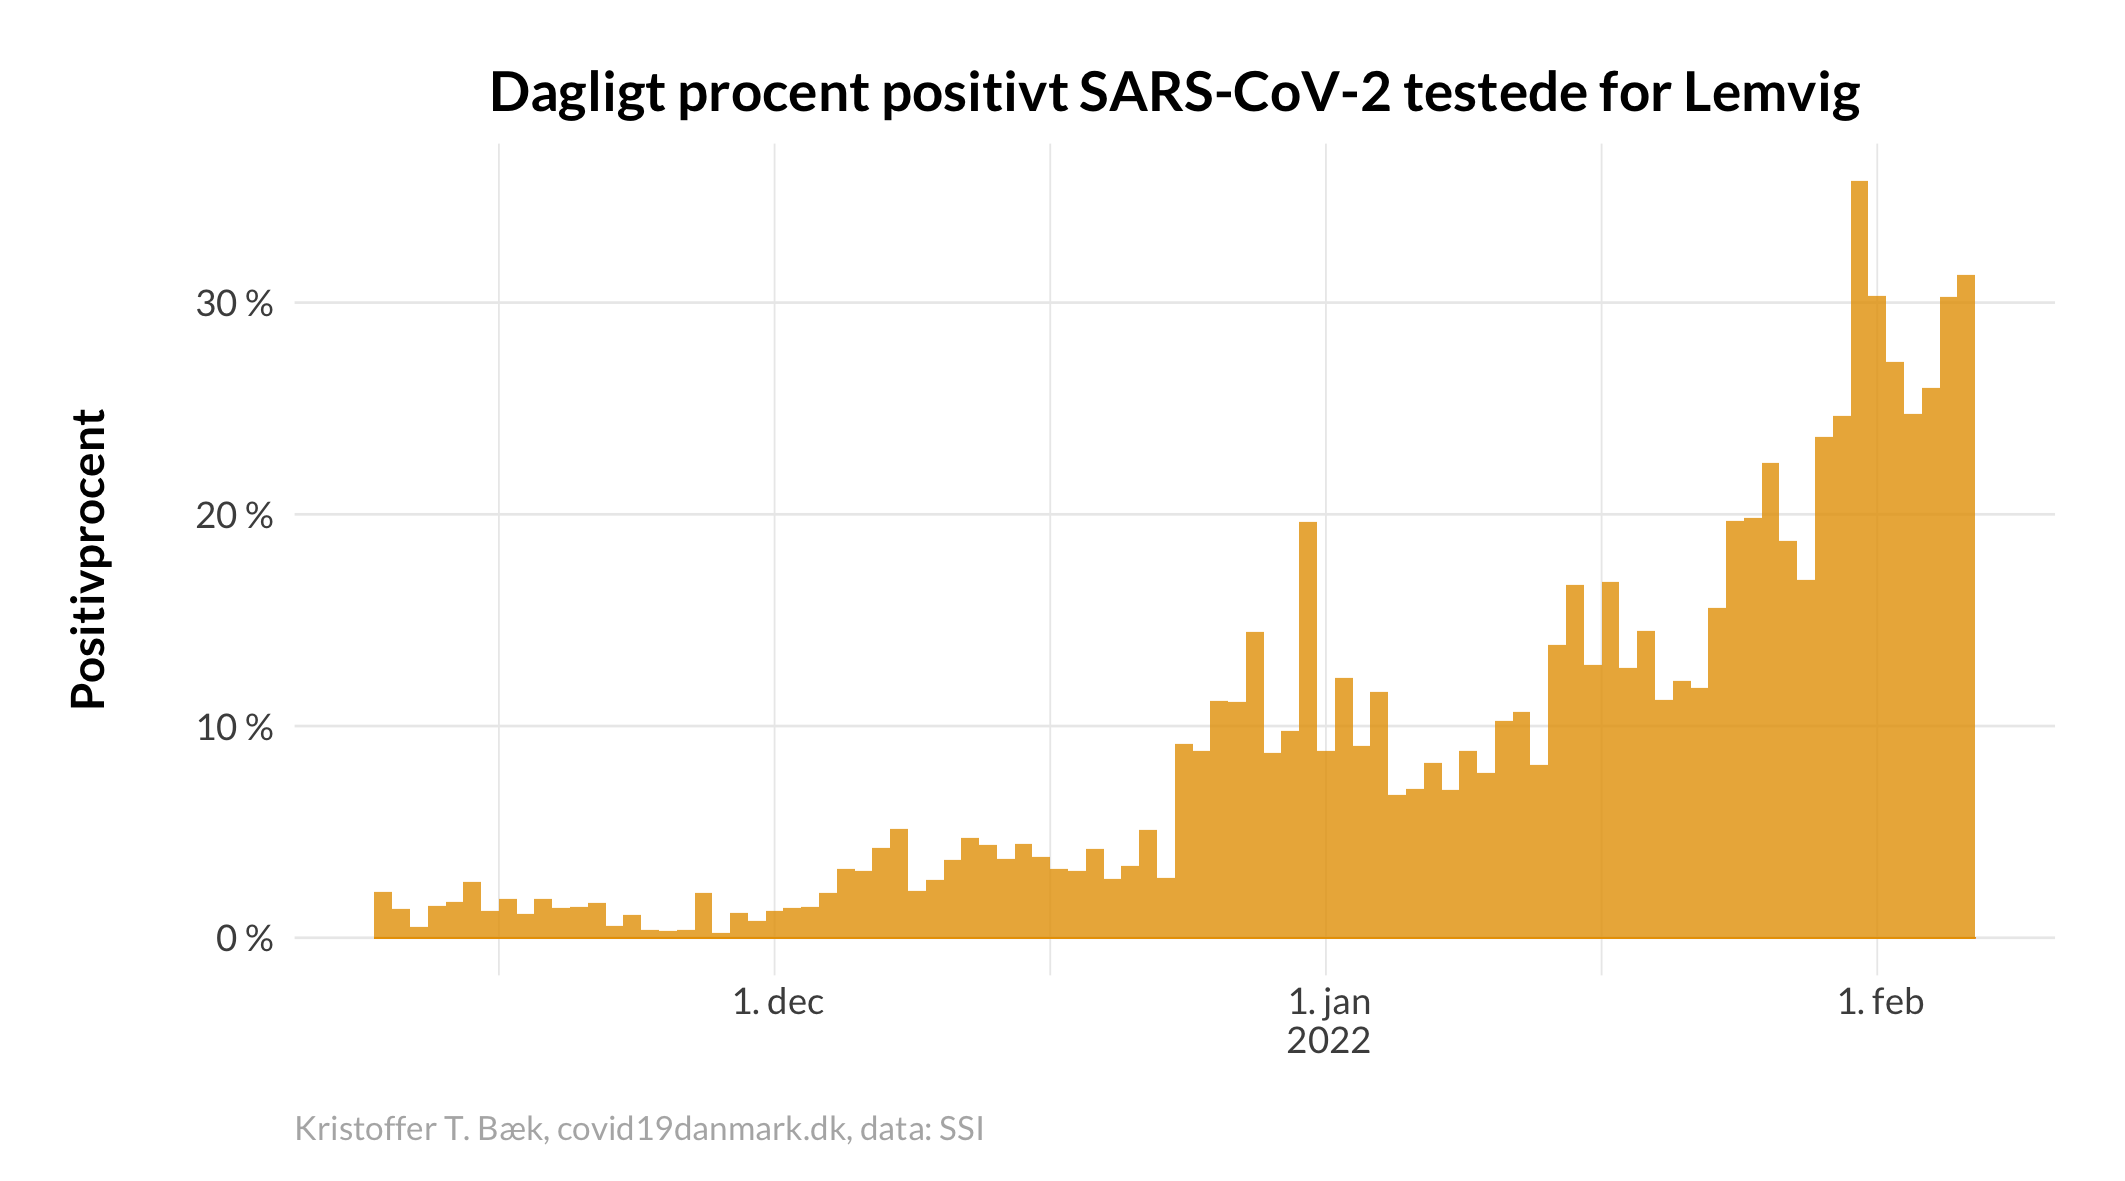 Dagligt procent positivt SARS-CoV-2 testede for Lemvig
Positivprocent
30 %
20 %
10 %
0 %
1. dec
1. jan
2022
1. feb
Kristoffer T. Bæk, covid19danmark.dk, data: SSI